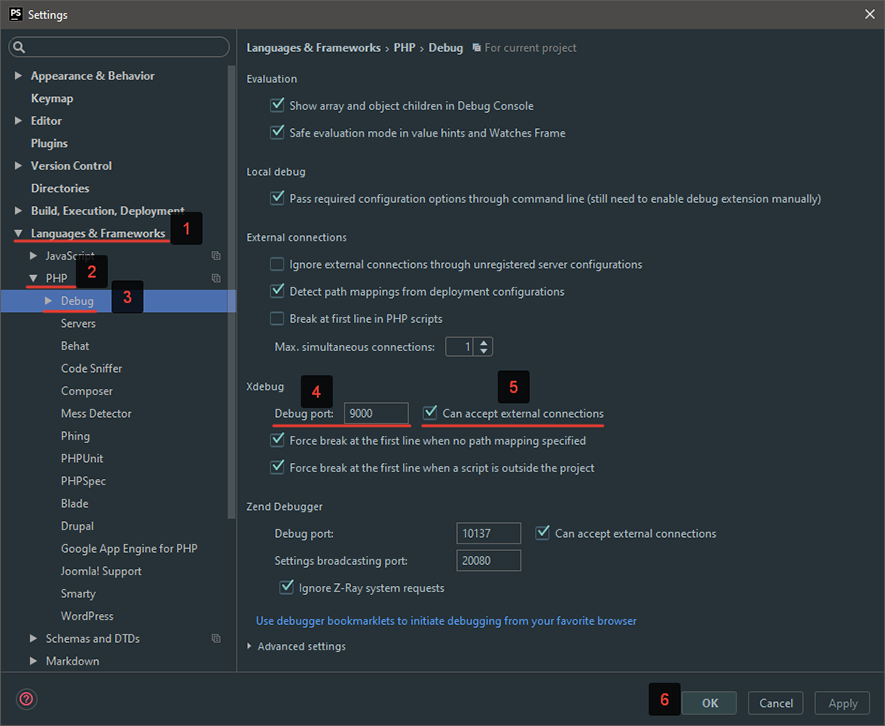 PS Settings
Appearance & Behavior
Keymap
Editor
Plugins
Version Control
Directories
Build, Execution, Deployment
Languages & Frameworks 1
JavaScript
PHP 2
Debug 3
Servers
Behat
Code Sniffer
Composer
Mess Detector
Phing
PHPUnit
PHPSpec
Blade
Drupal
Google App Engine for PHP
Joomla! Support
Smarty
WordPress
Schemas and DTDs
Markdown
Languages & Frameworks › PHP › Debug For current project
Evaluation
Show array and object children in Debug Console
Safe evaluation mode in value hints and Watches Frame
Local debug
Pass required configuration options through command line (still need to enable debug extension manually)
External connections
Ignore external connections through unregistered server configurations
Detect path mappings from deployment configurations
Break at first line in PHP scripts
Max. simultaneous connections: 1
Xdebug
4 5
Debug port: 9000 Can accept external connections
Force break at the first line when no path mapping specified
Force break at the first line when a script is outside the project
Zend Debugger
Debug port: 10137 Can accept external connections
Settings broadcasting port: 20080
Ignore Z-Ray system requests
Use debugger bookmarklets to initiate debugging from your favorite browser
Advanced settings
? 6 OK Cancel Apply